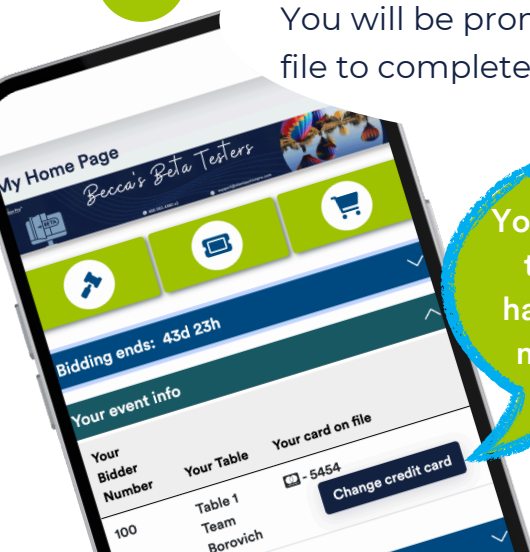 You will be
file to complete
My Home Page
Becca's Beta Testers
BETA
Bidding ends: 43d 23h
Your event info
Your
Bidder
Number
Your Table
Your card on file
100
Table 1
Team
Borovich
- 5454
Change credit card